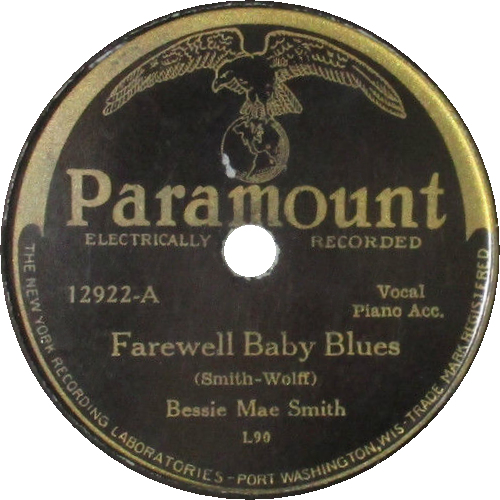 Paramount
ELECTRICALLY RECORDED
12922-A
Vocal
Piano Acc.
Farewell Baby Blues
(Smith-Wolff)
Bessie Mae Smith
L90
THE NEW YORK RECORDING LABORATORIES - PORT WASHINGTON, WIS-TRADE MARK REGISTERED